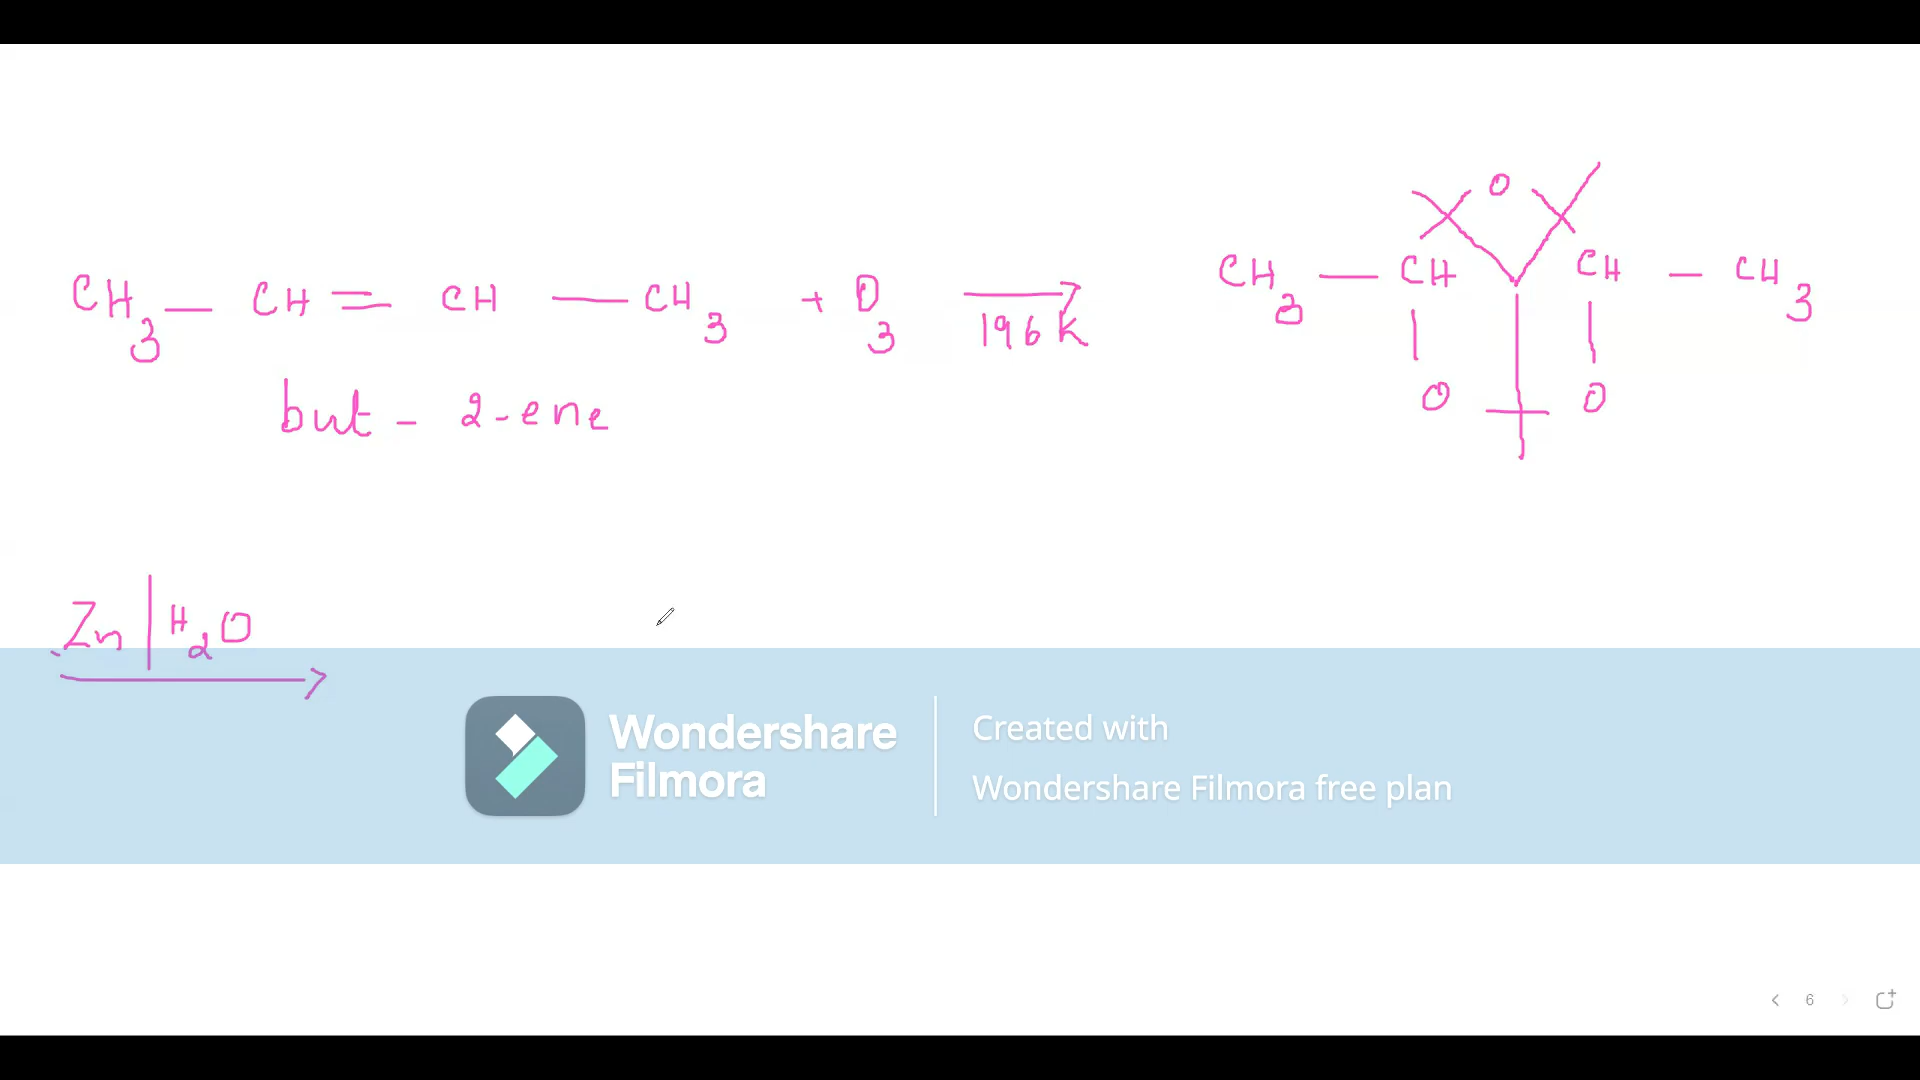 O
CH3 — CH = CH — CH3 + O3 → CH3 — CH CH — CH3
196 K
O O
but - 2-ene
Zn | H2O
Wondershare Filmora
Created with
Wondershare Filmora free plan
6